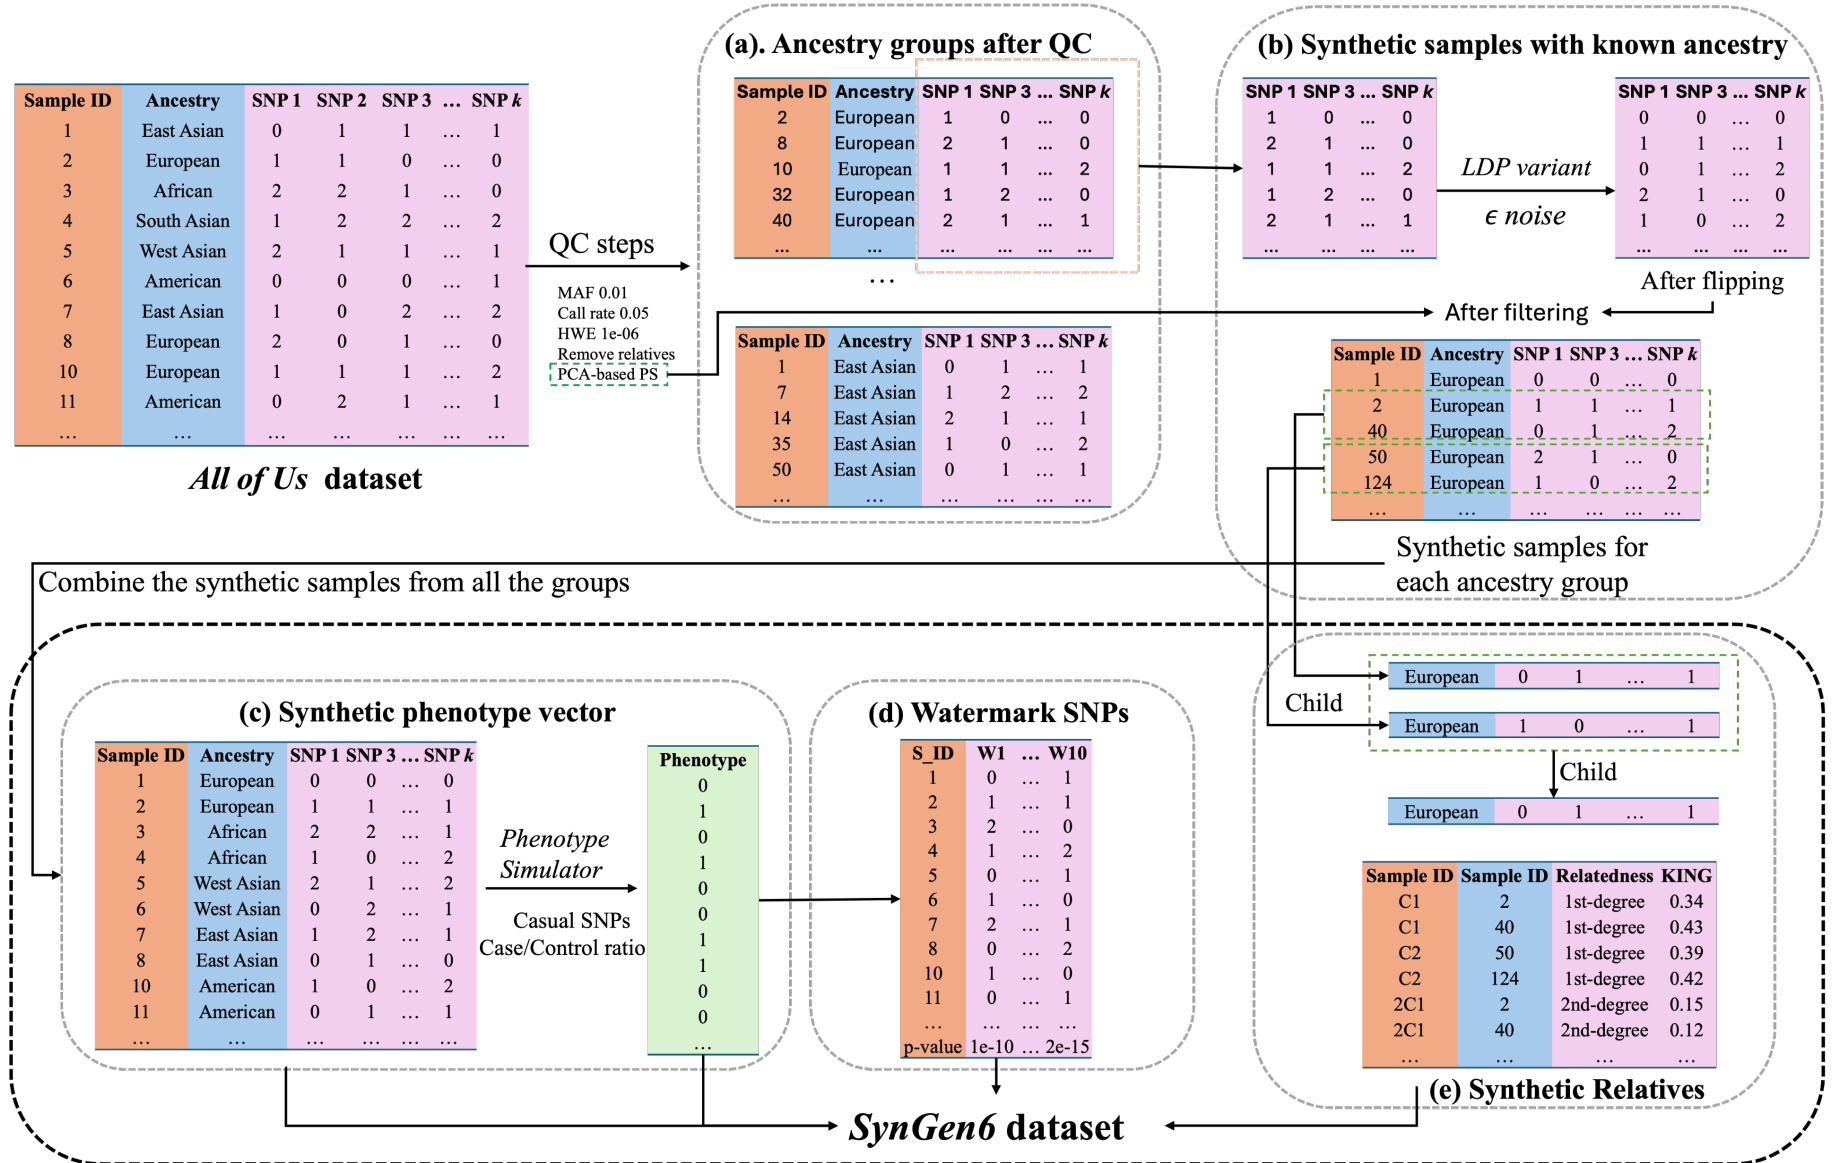 Sample ID Ancestry SNP 1 SNP 2 SNP 3 ... SNP k
1 East Asian 0 1 1 ... 1
2 European 1 1 0 ... 0
3 African 2 2 1 ... 0
4 South Asian 1 2 2 ... 2
5 West Asian 2 1 1 ... 1
6 American 0 0 0 ... 1
7 East Asian 1 0 2 ... 2
8 European 2 0 1 ... 0
10 European 1 1 1 ... 2
11 American 0 2 1 ... 1
... ... ... ... ... ... ...
All of Us dataset
QC steps
MAF 0.01
Call rate 0.05
HWE 1e-06
Remove relatives
PCA-based PS
(a). Ancestry groups after QC
Sample ID Ancestry SNP 1 SNP 3 ... SNP k
2 European 1 0 ... 0
8 European 2 1 ... 0
10 European 1 1 ... 2
32 European 1 2 ... 0
40 European 2 1 ... 1
... ... ... ... ... ...
...
Sample ID Ancestry SNP 1 SNP 3 ... SNP k
1 East Asian 0 1 ... 1
7 East Asian 1 2 ... 2
14 East Asian 2 1 ... 1
35 East Asian 1 0 ... 2
50 East Asian 0 1 ... 1
... ... ... ... ... ...
(b) Synthetic samples with known ancestry
SNP 1 SNP 3 ... SNP k
1 0 ... 0
2 1 ... 0
1 1 ... 2
1 2 ... 0
2 1 ... 1
... ... ... ...
LDP variant
ϵ noise
SNP 1 SNP 3 ... SNP k
0 0 ... 0
1 1 ... 1
0 1 ... 2
2 1 ... 0
1 0 ... 2
... ... ... ...
After flipping
After filtering
Sample ID Ancestry SNP 1 SNP 3 ... SNP k
1 European 0 0 ... 0
2 European 1 1 ... 1
40 European 0 1 ... 2
50 European 2 1 ... 0
124 European 1 0 ... 2
... ... ... ... ... ...
Synthetic samples for
each ancestry group
Combine the synthetic samples from all the groups
(c) Synthetic phenotype vector
Sample ID Ancestry SNP 1 SNP 3 ... SNP k
1 European 0 0 ... 0
2 European 1 1 ... 1
3 African 2 2 ... 1
4 African 1 0 ... 2
5 West Asian 2 1 ... 2
6 West Asian 0 2 ... 1
7 East Asian 1 2 ... 1
8 East Asian 0 1 ... 0
10 American 1 0 ... 2
11 American 0 1 ... 1
... ... ... ... ... ...
Phenotype
Simulator
Casual SNPs
Case/Control ratio
Phenotype
0
1
0
1
0
0
1
1
0
0
...
(d) Watermark SNPs
S_ID W1 ... W10
1 0 ... 1
2 1 ... 1
3 2 ... 0
4 1 ... 2
5 0 ... 1
6 1 ... 0
7 2 ... 1
8 0 ... 2
10 1 ... 0
11 0 ... 1
... ... ... ...
p-value 1e-10 ... 2e-15
European 0 1 ... 1
Child
European 1 0 ... 1
Child
European 0 1 ... 1
Sample ID Sample ID Relatedness KING
C1 2 1st-degree 0.34
C1 40 1st-degree 0.43
C2 50 1st-degree 0.39
C2 124 1st-degree 0.42
2C1 2 2nd-degree 0.15
2C1 40 2nd-degree 0.12
... ... ... ...
(e) Synthetic Relatives
SynGen6 dataset